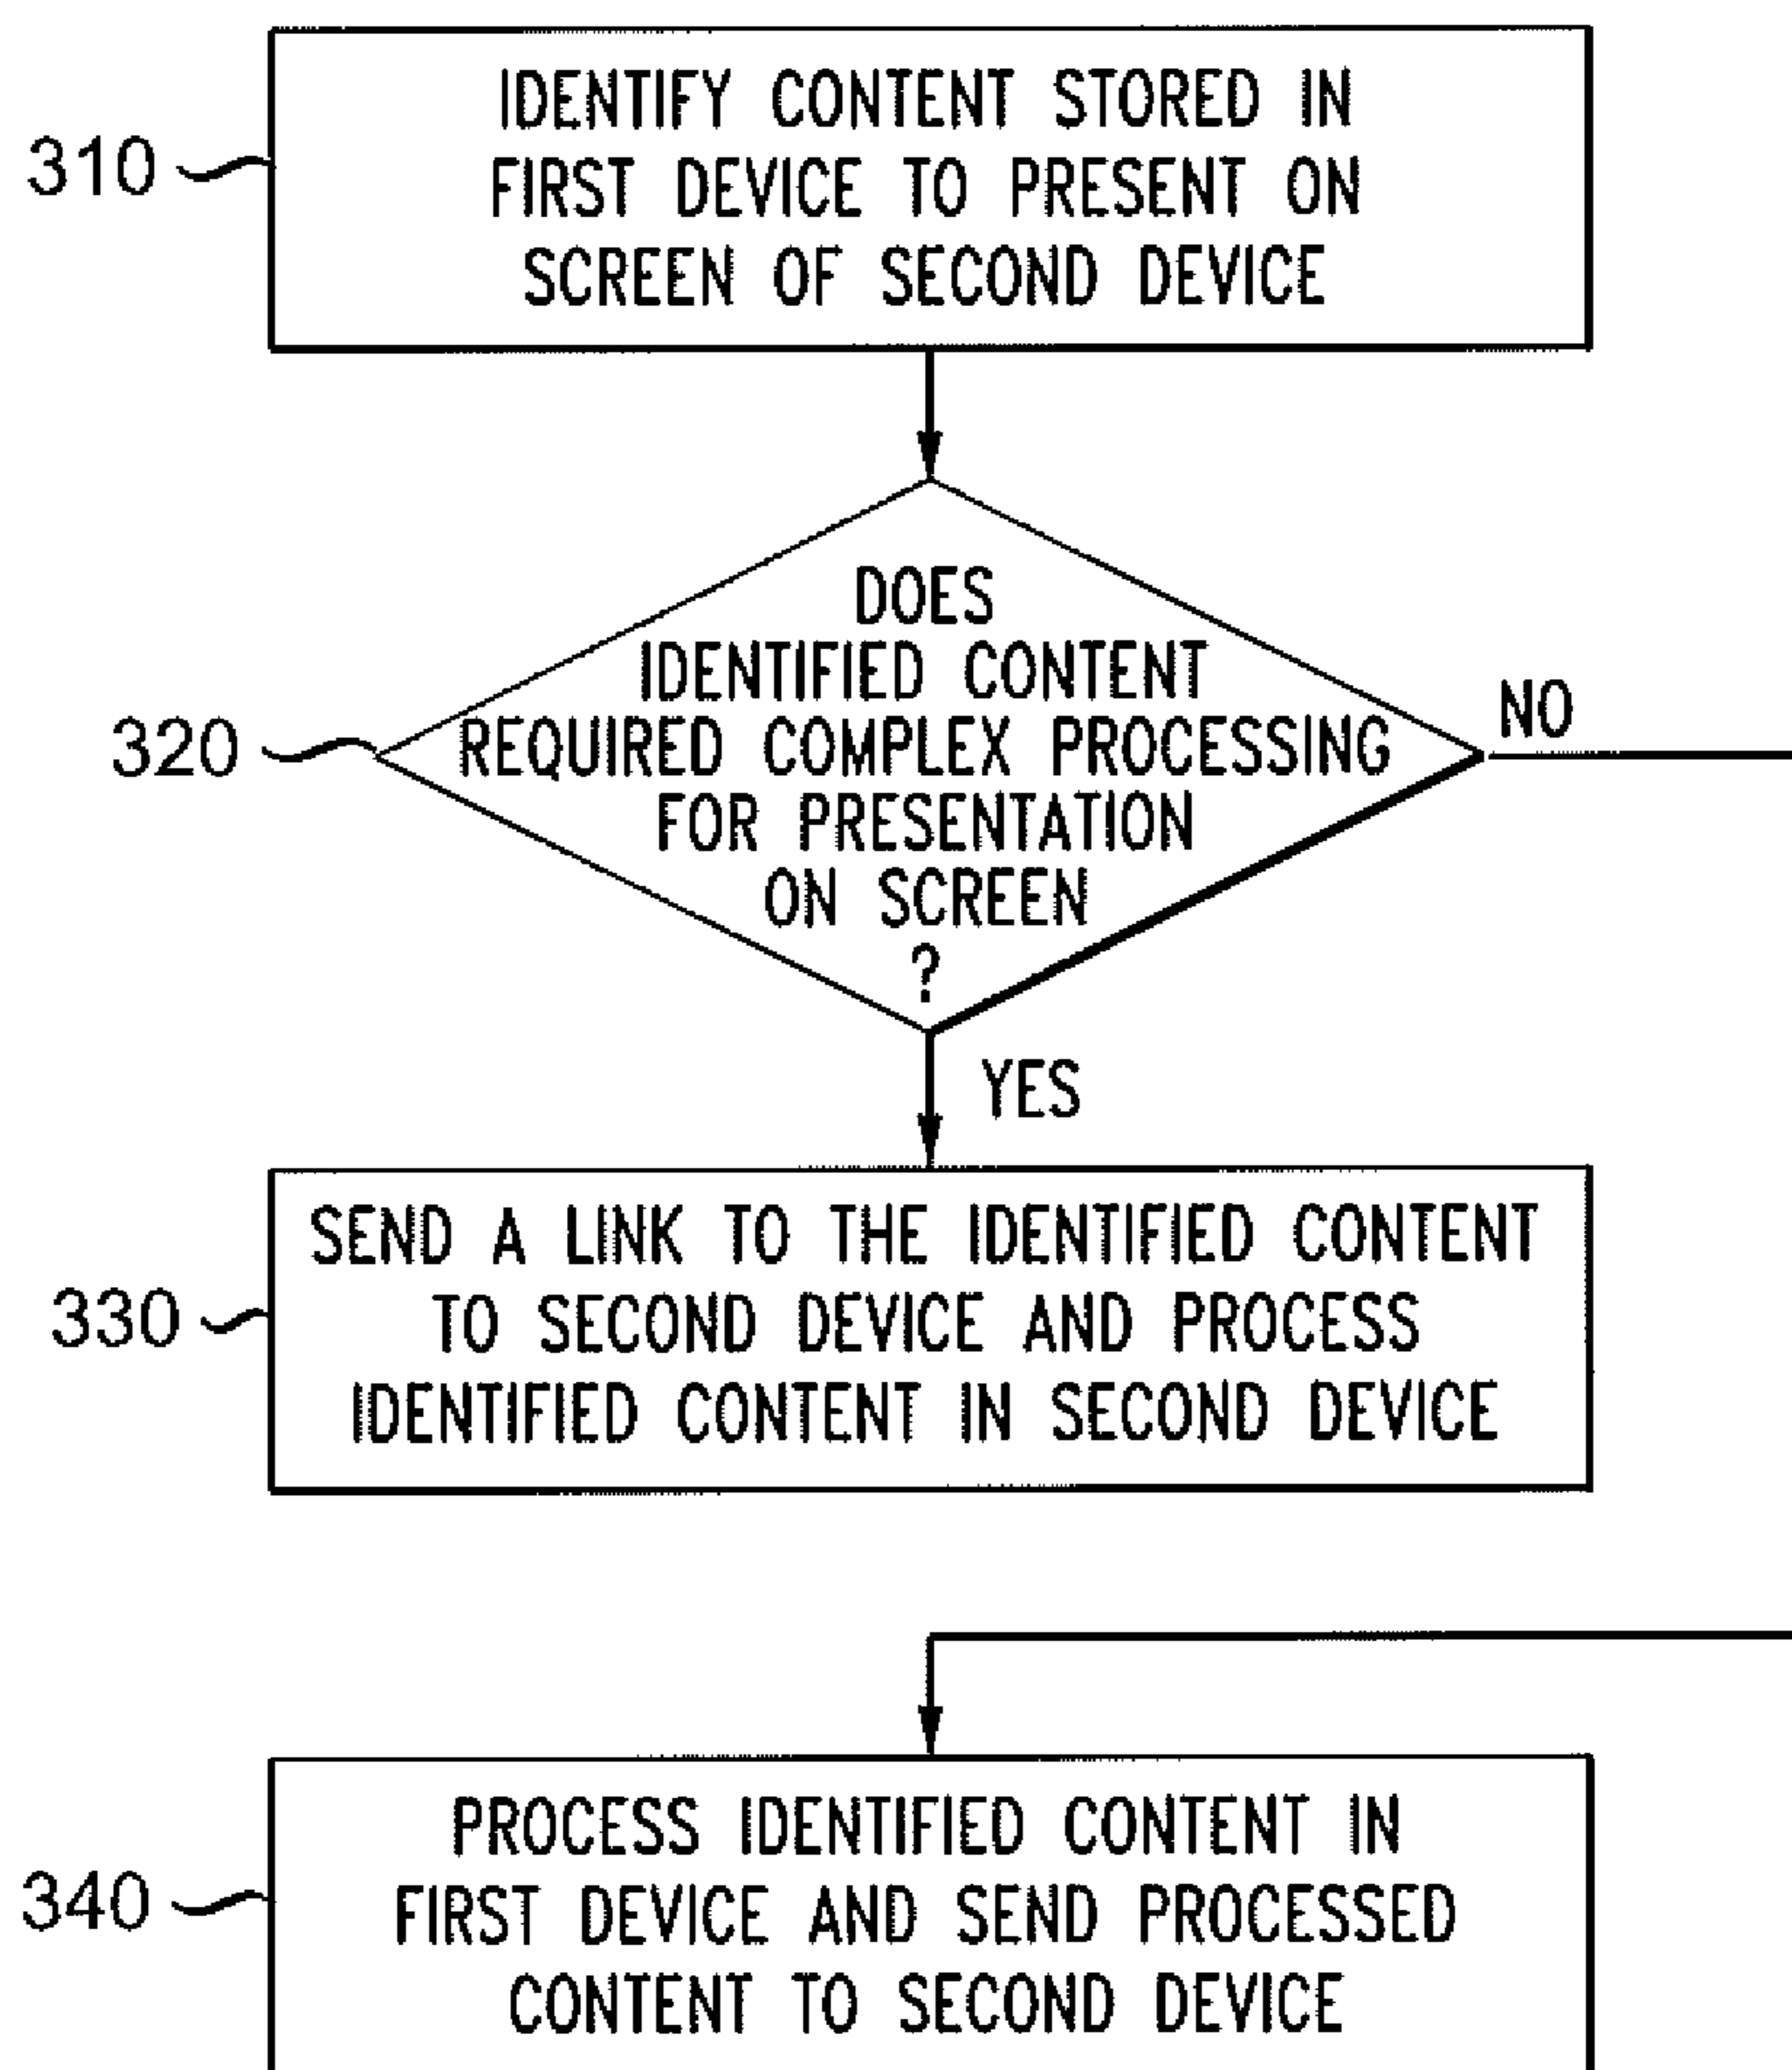 310
IDENTIFY CONTENT STORED IN
FIRST DEVICE TO PRESENT ON
SCREEN OF SECOND DEVICE
320
DOES
IDENTIFIED CONTENT
REQUIRED COMPLEX PROCESSING
FOR PRESENTATION
ON SCREEN
?
NO
YES
330
SEND A LINK TO THE IDENTIFIED CONTENT
TO SECOND DEVICE AND PROCESS
IDENTIFIED CONTENT IN SECOND DEVICE
340
PROCESS IDENTIFIED CONTENT IN
FIRST DEVICE AND SEND PROCESSED
CONTENT TO SECOND DEVICE